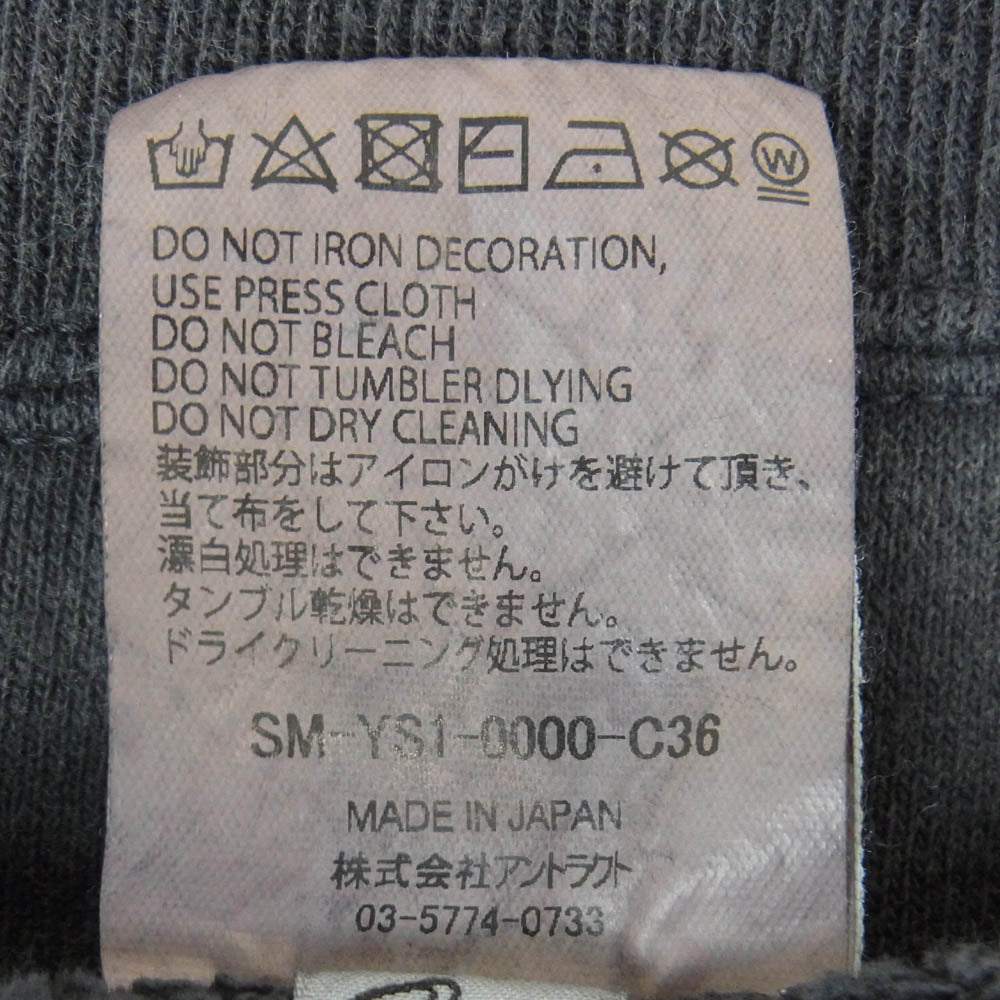 W
DO NOT IRON DECORATION,
USE PRESS CLOTH
DO NOT BLEACH
DO NOT TUMBLER DLYING
DO NOT DRY CLEANING
装飾部分はアイロンがけを避けて頂き、
当て布をして下さい。
漂白処理はできません。
タンブル乾燥はできません。
ドライクリーニング処理はできません。
SM-YS1-0000-C36
MADE IN JAPAN
株式会社アントラクト
03-5774-0733